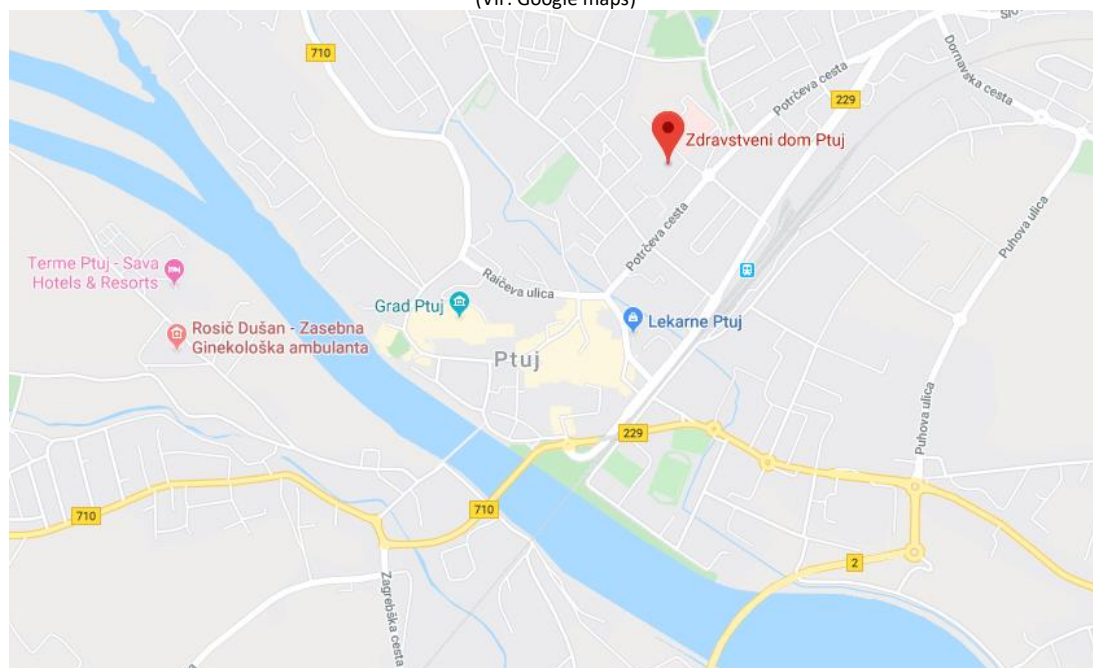 (Vir: Google maps)
710
Potrčeva cesta
Dornavska cesta
229
Zdravstveni dom Ptuj
Potrčeva cesta
Puhova ulica
Terme Ptuj - Sava
Hotels & Resorts
Raičeva ulica
Grad Ptuj
Lekarne Ptuj
Rosič Dušan - Zasebna
Ginekološka ambulanta
Ptuj
Puhova ulica
229
710
710
2
Zagrebška cesta